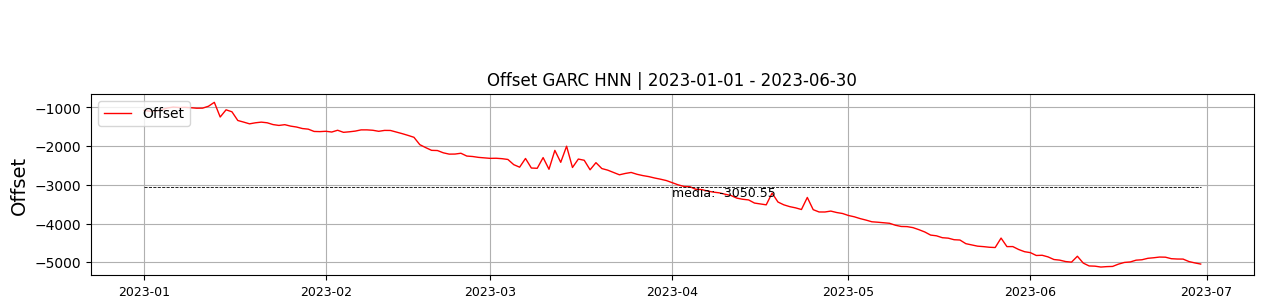 Offset GARC HNN | 2023-01-01 - 2023-06-30
Offset
Offset
−1000
−2000
−3000
−4000
−5000
media: -3050.55
2023-01 2023-02 2023-03 2023-04 2023-05 2023-06 2023-07